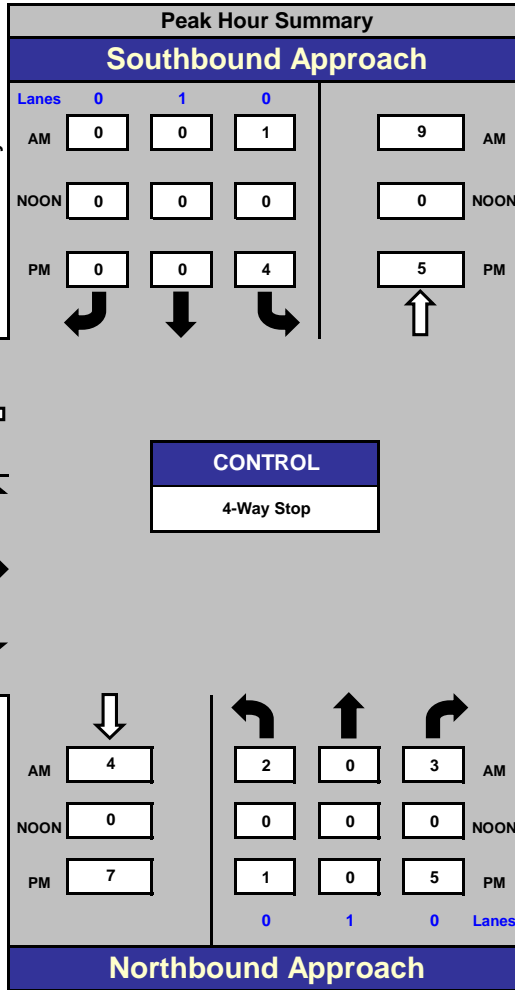 Peak Hour Summary
Southbound Approach
Lanes 0 1 0
AM 0 0 1 9 AM
NOON 0 0 0 0 NOON
PM 0 0 4 5 PM
CONTROL
4-Way Stop
AM 4 2 0 3 AM
NOON 0 0 0 0 NOON
PM 7 1 0 5 PM
0 1 0 Lanes
Northbound Approach